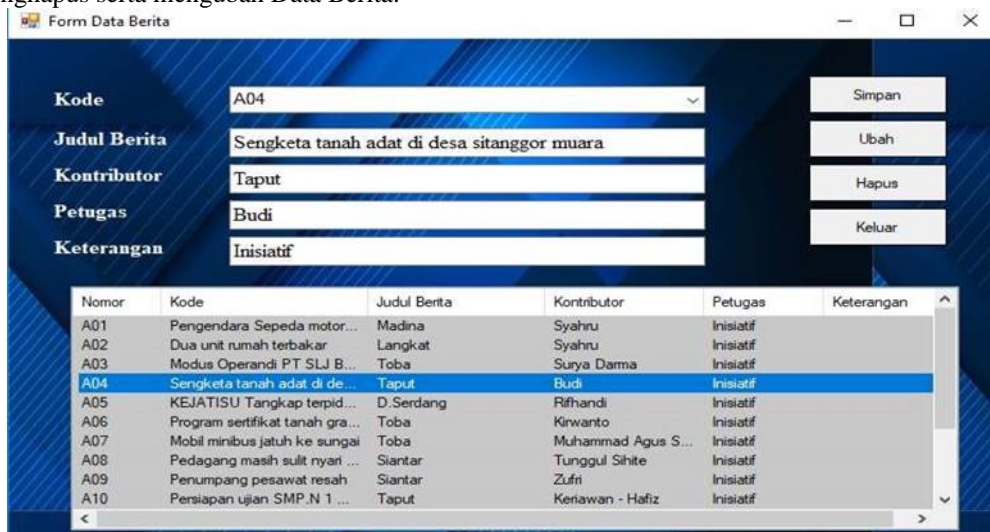 serta mengubah Data Berita.
Form Data Berita
Kode A04 Simpan
Judul Berita Sengketa tanah adat di desa sitanggor muara Ubah
Kontributor Taput Hapus
Petugas Budi Keluar
Keterangan Inisiatif
Nomor Kode Judul Berita Kontributor Petugas Keterangan
A01 Pengendara Sepeda motor... Madina Syahru Inisiatif
A02 Dua unit rumah terbakar Langkat Syahru Inisiatif
A03 Modus Operandi PT SLJ B... Toba Surya Darma Inisiatif
A04 Sengketa tanah adat di de... Taput Budi Inisiatif
A05 KEJATISU Tangkap terpid... D.Serdang Rifhandi Inisiatif
A06 Program sertifikat tanah gra... Toba Kirwanto Inisiatif
A07 Mobil minibus jatuh ke sungai Toba Muhammad Agus S... Inisiatif
A08 Pedagang masih sulit nyari ... Siantar Tunggul Sihite Inisiatif
A09 Penumpang pesawat resah Siantar Zufri Inisiatif
A10 Persiapan ujian SMP.N 1 ... Taput Keriawan - Hafiz Inisiatif